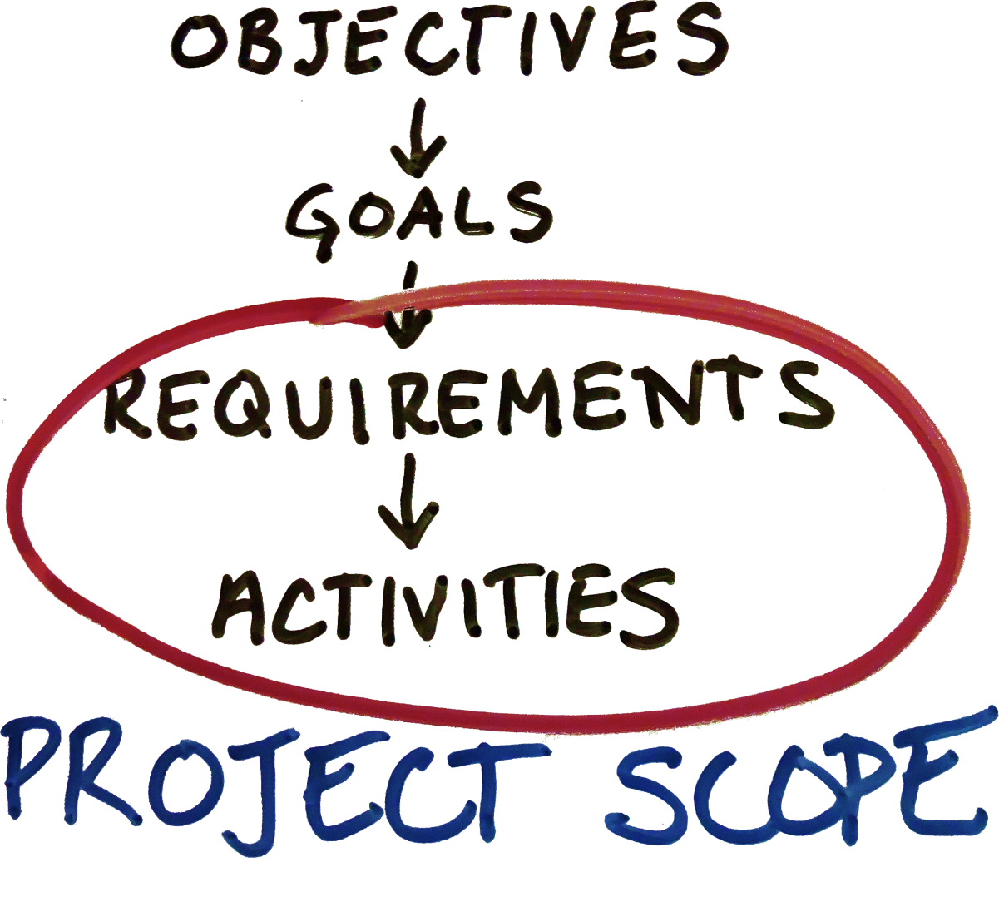 OBJECTIVES
GOALS
REQUIREMENTS
ACTIVITIES
PROJECT SCOPE